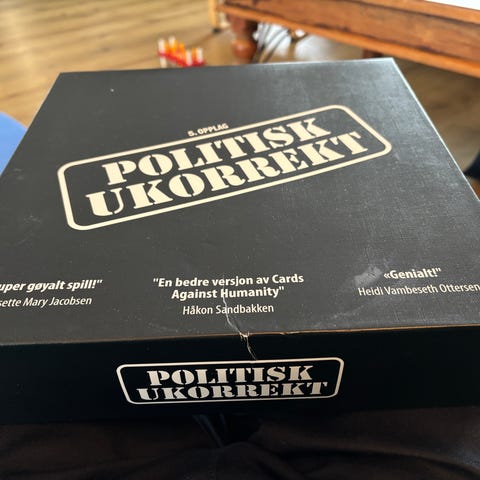 5. OPPLAG
POLITISK
UKORREKT
gøyalt spill!"
Mary Jacobsen
"En bedre versjon av Cards
Against Humanity"
Håkon Sandbakken
«Genialt!"
Heidi Vambeseth Ottersen
POLITISK
UKORREKT